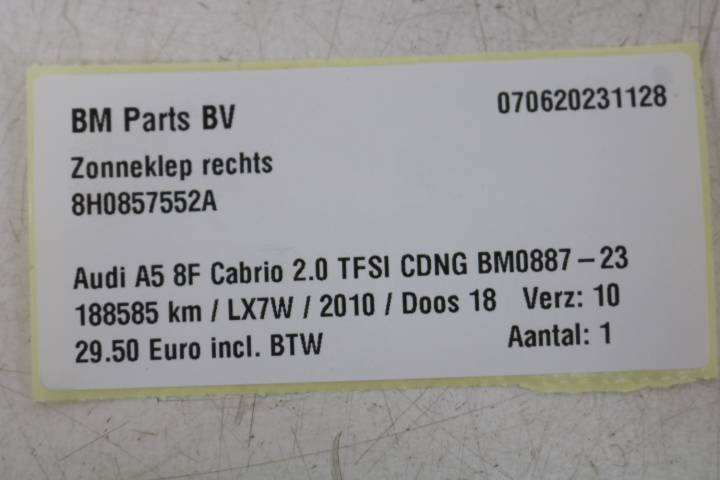 BM Parts BV 070620231128
Zonneklep rechts
8H0857552A
Audi A5 8F Cabrio 2.0 TFSI CDNG BM0887-23
188585 km / LX7W / 2010 / Doos 18 Verz: 10
29.50 Euro incl. BTW Aantal: 1